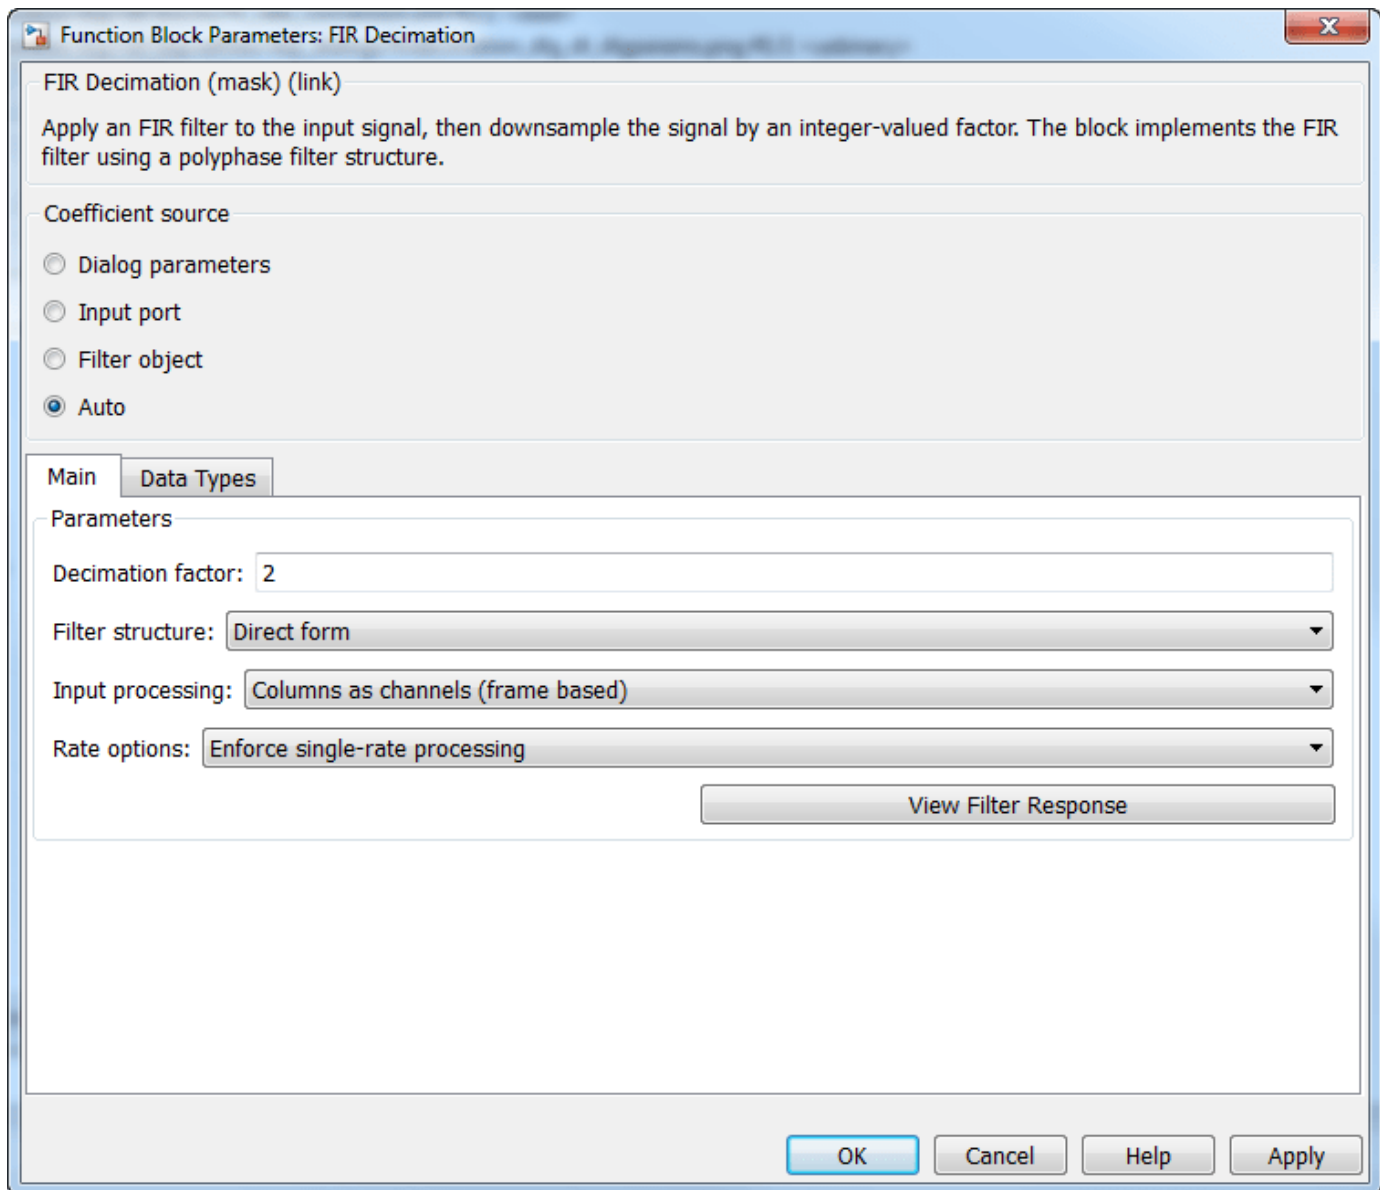 Function Block Parameters: FIR Decimation
FIR Decimation (mask) (link)
Apply an FIR filter to the input signal, then downsample the signal by an integer-valued factor. The block implements the FIR
filter using a polyphase filter structure.
Coefficient source
Dialog parameters
Input port
Filter object
Auto
Main Data Types
Parameters
Decimation factor: 2
Filter structure: Direct form
Input processing: Columns as channels (frame based)
Rate options: Enforce single-rate processing
View Filter Response
OK Cancel Help Apply